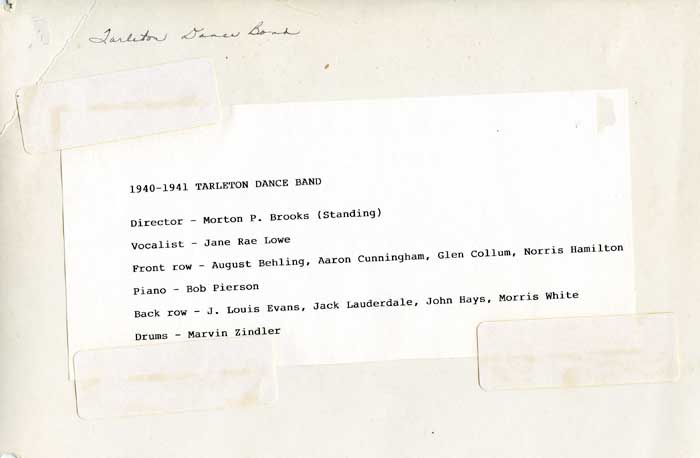 Tarleton Dance Band
1940-1941 TARLETON DANCE BAND
Director - Morton P. Brooks (Standing)
Vocalist - Jane Rae Lowe
Front row - August Behling, Aaron Cunningham, Glen Collum, Norris Hamilton
Piano - Bob Pierson
Back row - J. Louis Evans, Jack Lauderdale, John Hays, Morris White
Drums - Marvin Zindler